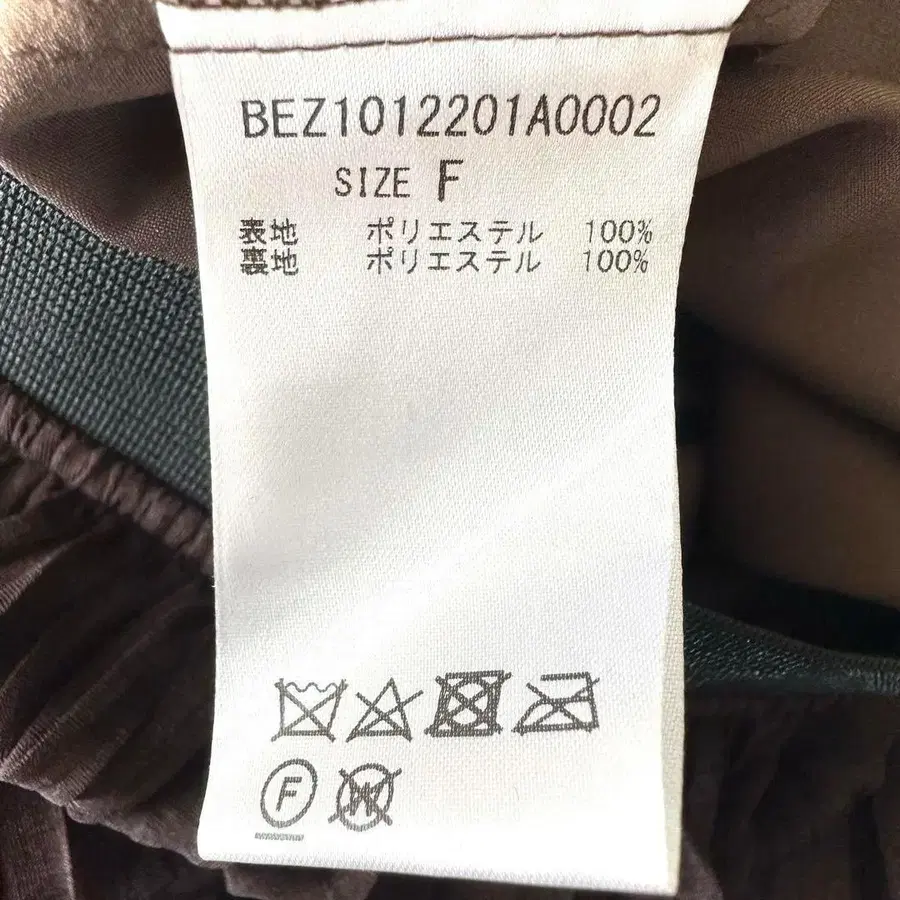 BEZ1012201A0002
SIZE F
表地 ポリエステル 100%
裏地 ポリエステル 100%
F W